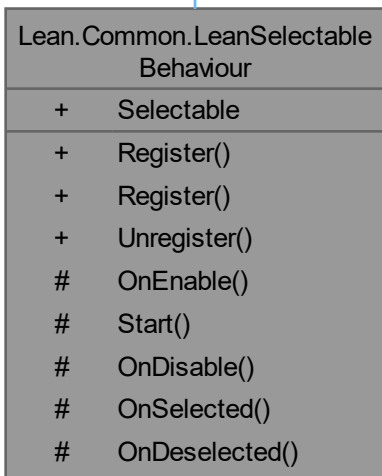 Lean.Common.LeanSelectable
Behaviour
+ Selectable
+ Register()
+ Register()
+ Unregister()
# OnEnable()
# Start()
# OnDisable()
# OnSelected()
# OnDeselected()